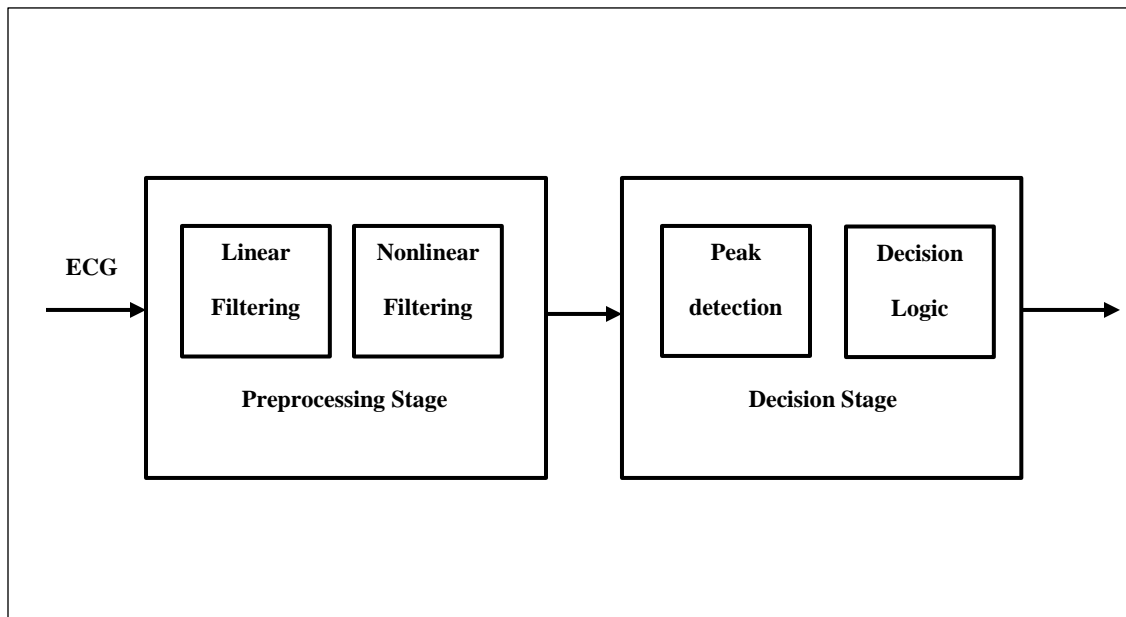 ECG
Linear
Filtering
Nonlinear
Filtering
Preprocessing Stage
Peak
detection
Decision
Logic
Decision Stage